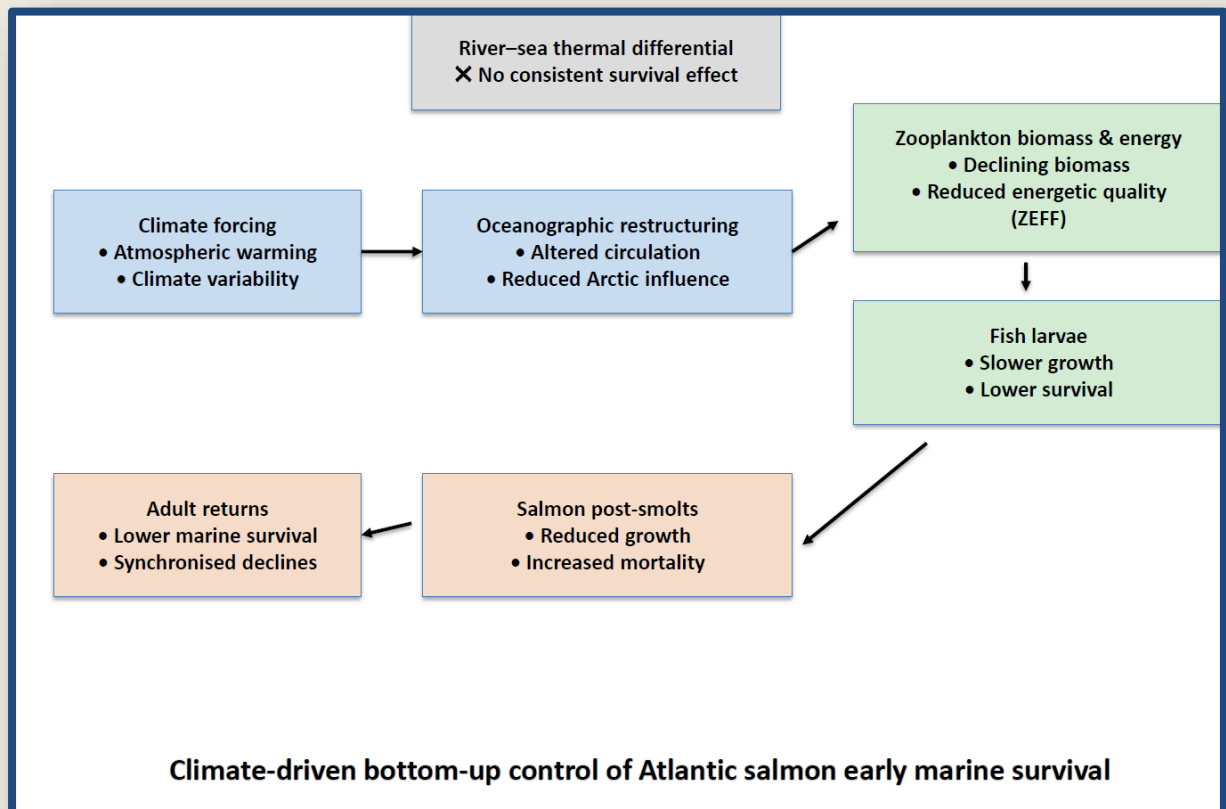 River–sea thermal differential
✕ No consistent survival effect
Zooplankton biomass & energy
• Declining biomass
• Reduced energetic quality
(ZEFF)
Climate forcing
• Atmospheric warming
• Climate variability
Oceanographic restructuring
• Altered circulation
• Reduced Arctic influence
Fish larvae
• Slower growth
• Lower survival
Adult returns
• Lower marine survival
• Synchronised declines
Salmon post-smolts
• Reduced growth
• Increased mortality
Climate-driven bottom-up control of Atlantic salmon early marine survival